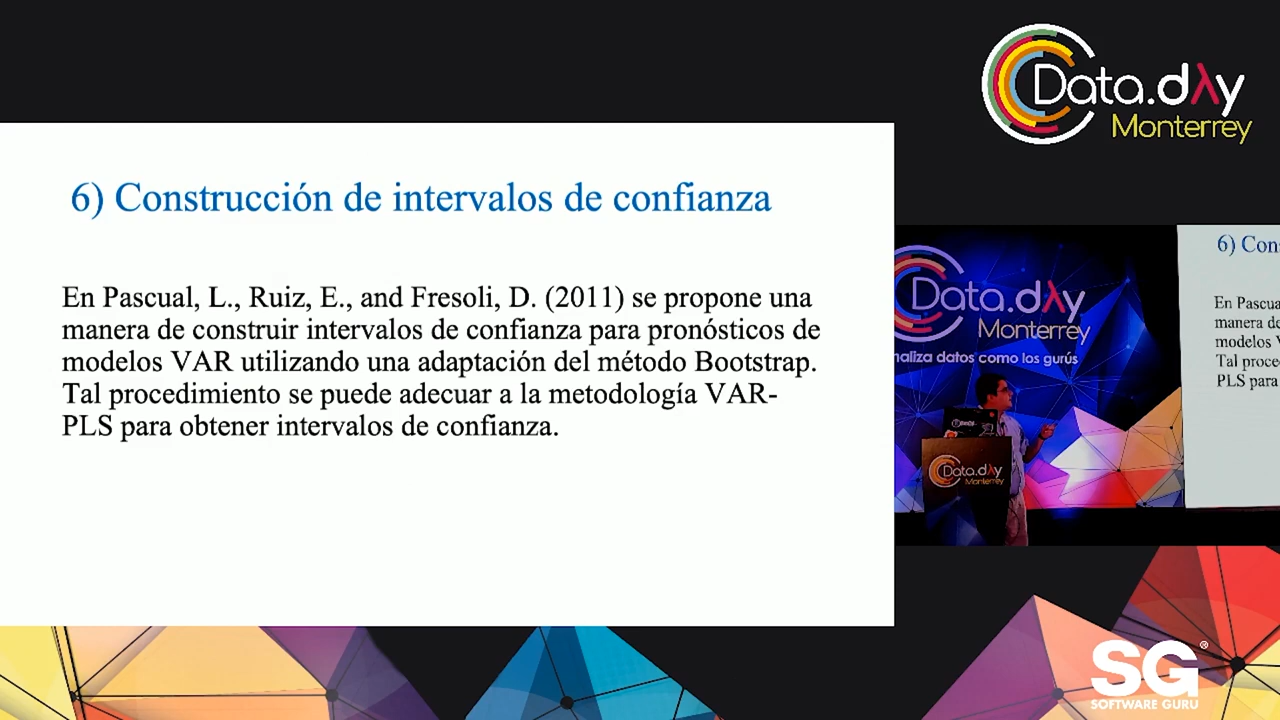 Data.dλy
Monterrey
6) Construcción de intervalos de confianza
En Pascual, L., Ruiz, E., and Fresoli, D. (2011) se propone una
manera de construir intervalos de confianza para pronósticos de
modelos VAR utilizando una adaptación del método Bootstrap.
Tal procedimiento se puede adecuar a la metodología VAR-
PLS para obtener intervalos de confianza.
Data.dλy
Monterrey
naliza datos como los gurús
Data.dλy
Monterrey
6) Con
En Pascua
manera de
modelos V
Tal proce
PLS para
SG
SOFTWARE GURU